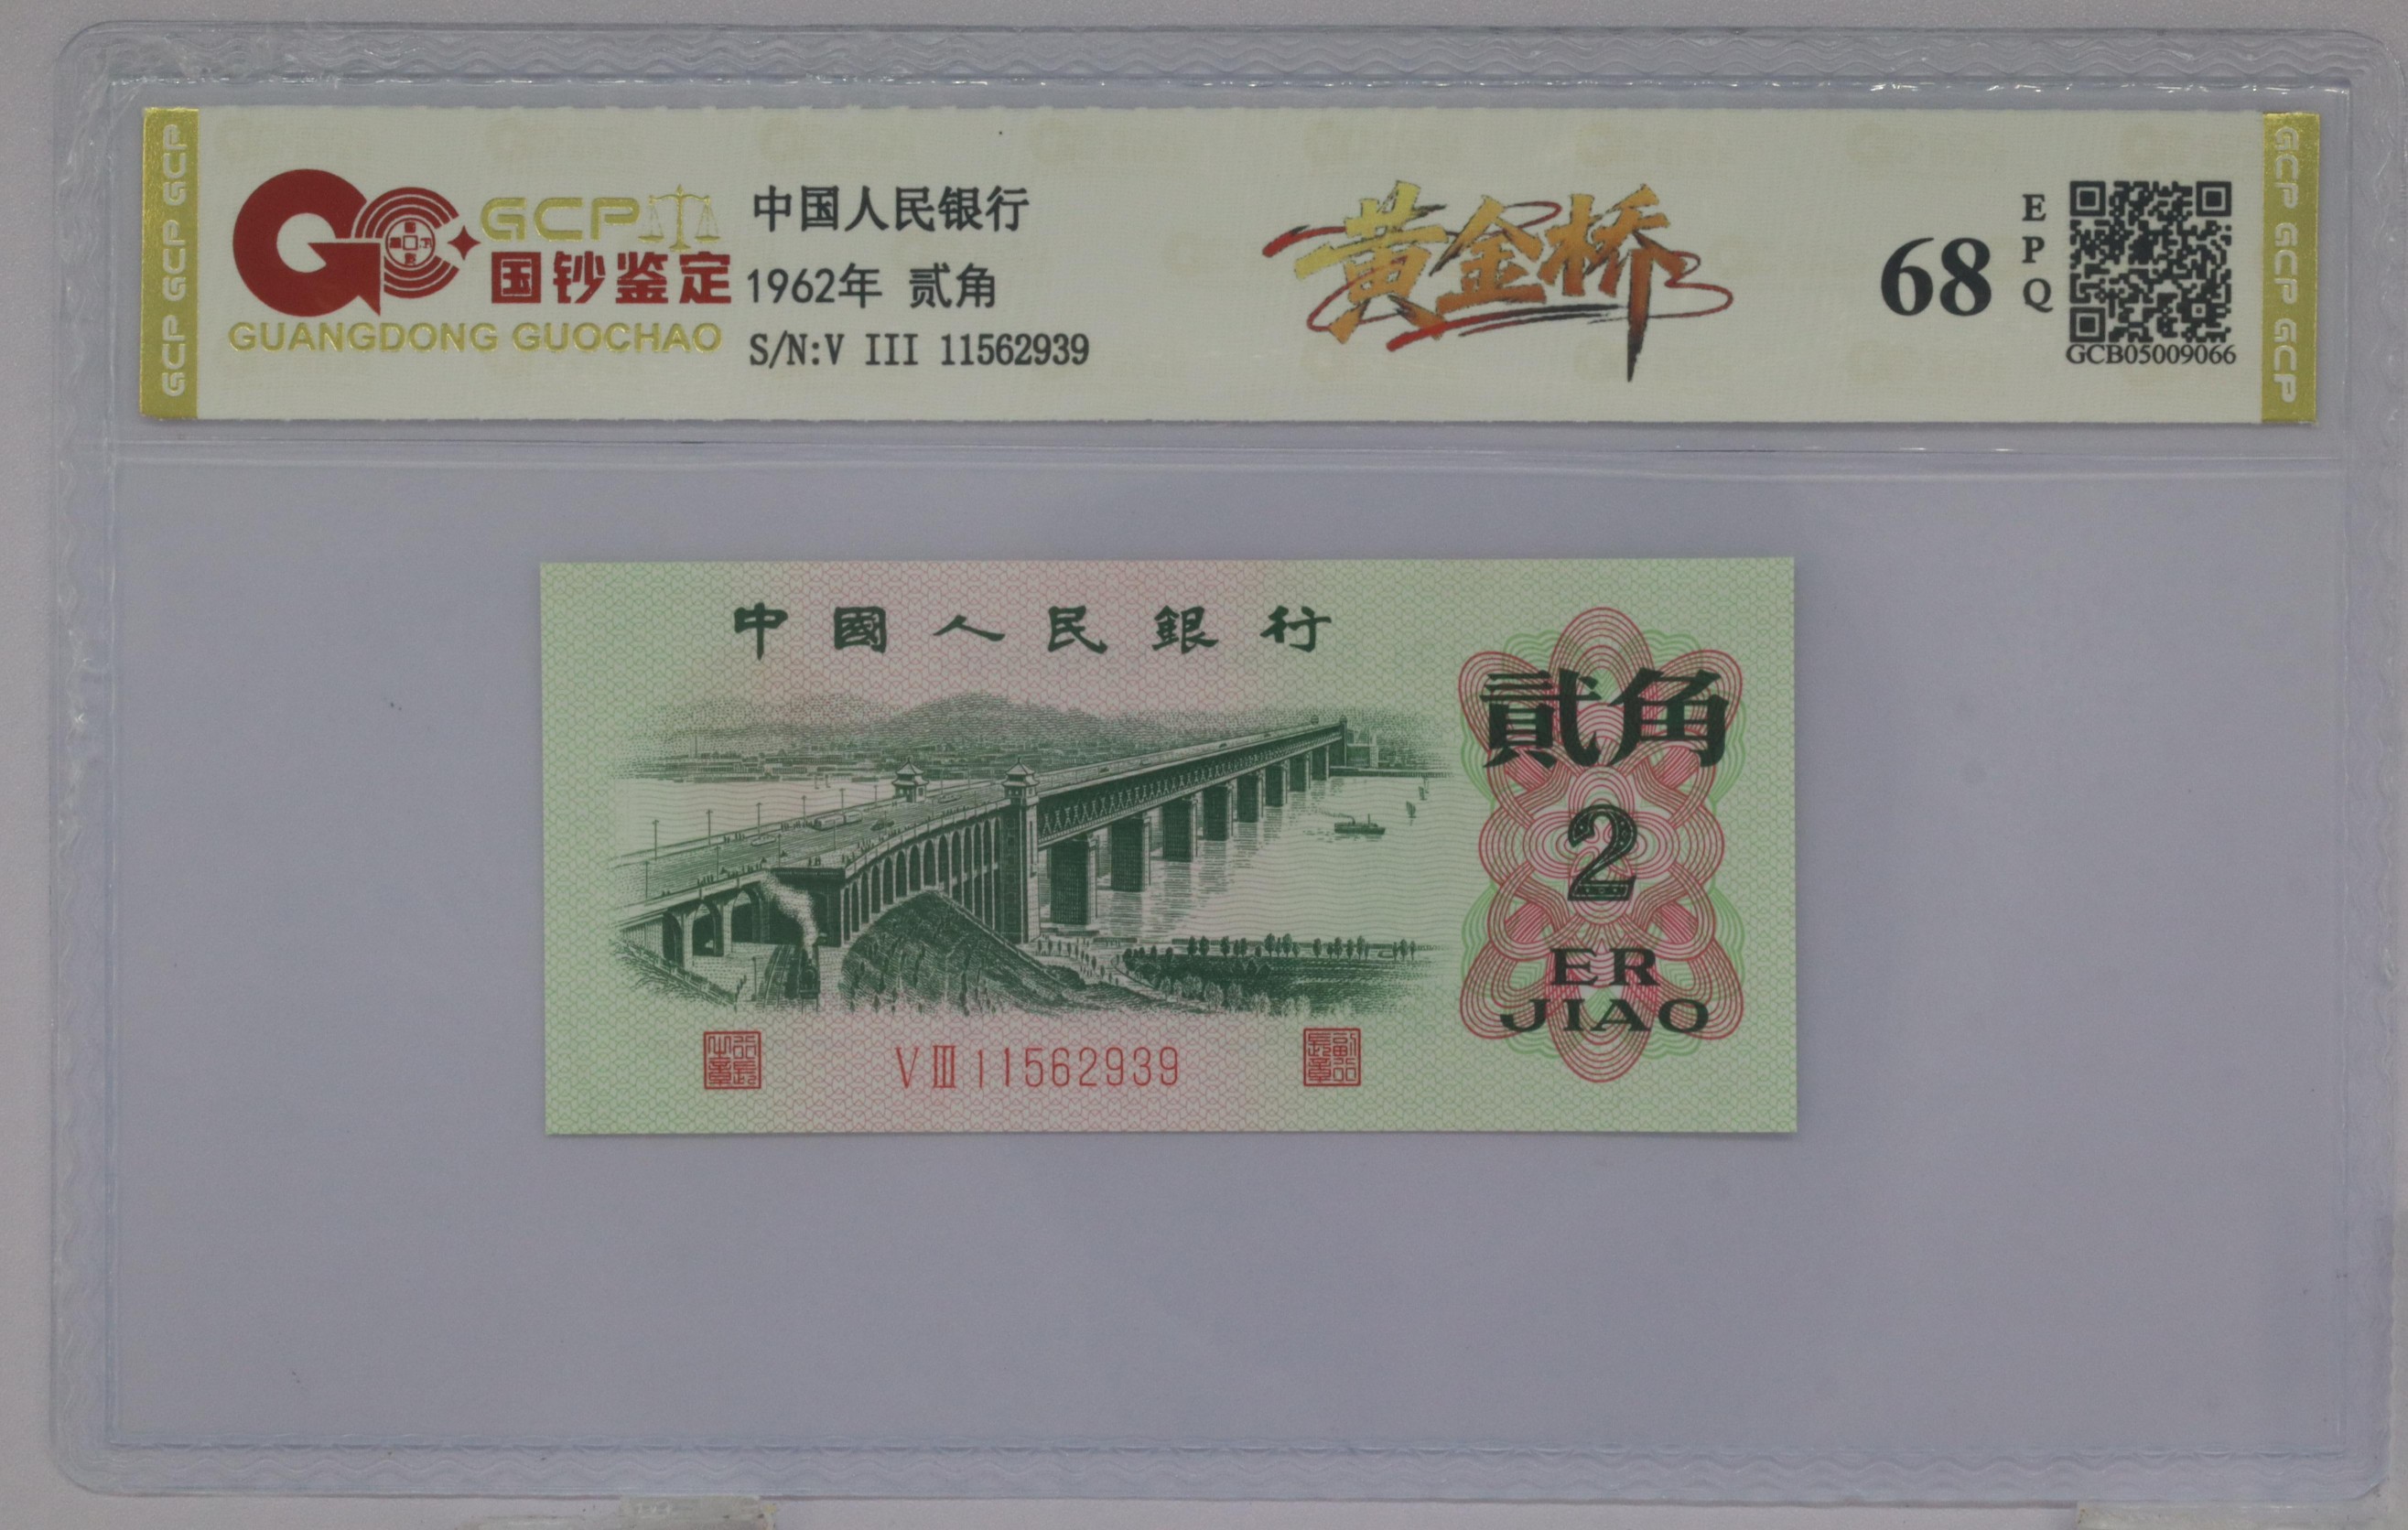 GCP GCP GCP
GCP
国钞鉴定
GUANGDONG GUOCHAO
中国人民银行
1962年 贰角
S/N:V III 11562939
黄金桥
68
EPQ
GCB05009066
GCP GCP GCP
中國人民銀行
貳角
2
ER
JIAO
VIII11562939